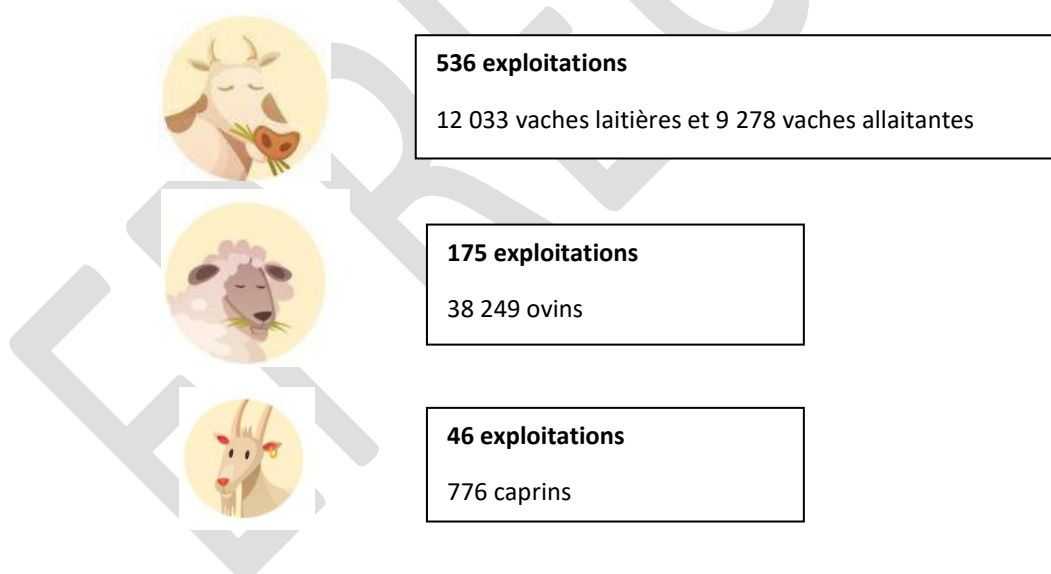 536 exploitations
12 033 vaches laitières et 9 278 vaches allaitantes
175 exploitations
38 249 ovins
46 exploitations
776 caprins